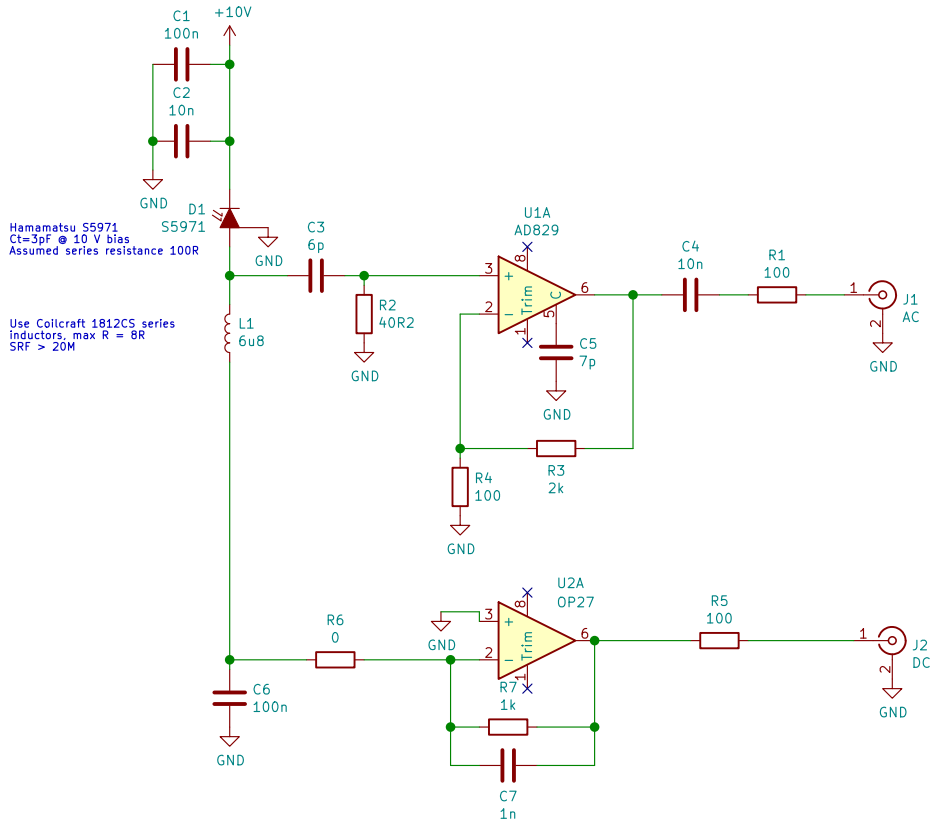 +10V
C1
100n
C2
10n
GND
D1
S5971
GND
Hamamatsu S5971
Ct=3pF @ 10 V bias
Assumed series resistance 100R
C3
6p
R2
40R2
GND
Use Coilcraft 1812CS series
inductors, max R = 8R
SRF > 20M
L1
6u8
U1A
AD829
8
3
+
2
−
Trim
C
6
1
5
C5
7p
GND
C4
10n
R1
100
1
2
J1
AC
GND
R3
2k
R4
100
GND
U2A
OP27
8
3
+
2
−
Trim
6
1
GND
R5
100
1
2
J2
DC
GND
R6
0
C6
100n
GND
R7
1k
C7
1n